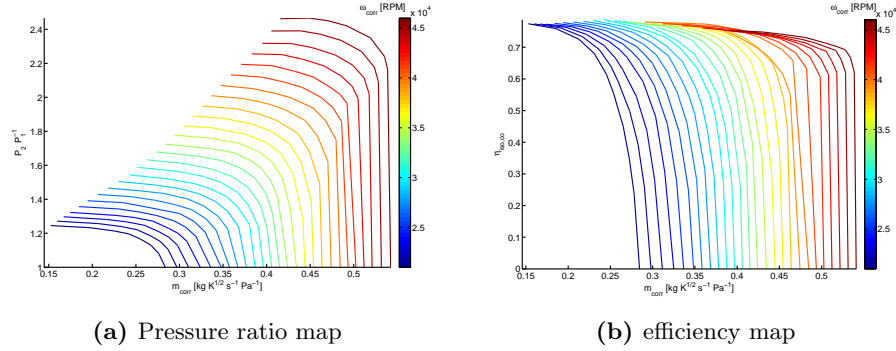 ω_corr [RPM]
x 10^4
2.4
2.2
2
1.8
1.6
1.4
1.2
1
P_2 P_1^-1
4.5
4
3.5
3
2.5
0.15 0.2 0.25 0.3 0.35 0.4 0.45 0.5
m_corr [kg K^1/2 s^-1 Pa^-1]
(a) Pressure ratio map
ω_corr [RPM]
x 10^4
0.7
0.6
0.5
0.4
0.3
0.2
0.1
0
η_iso,co
4.5
4
3.5
3
2.5
0.15 0.2 0.25 0.3 0.35 0.4 0.45 0.5
m_corr [kg K^1/2 s^-1 Pa^-1]
(b) efficiency map